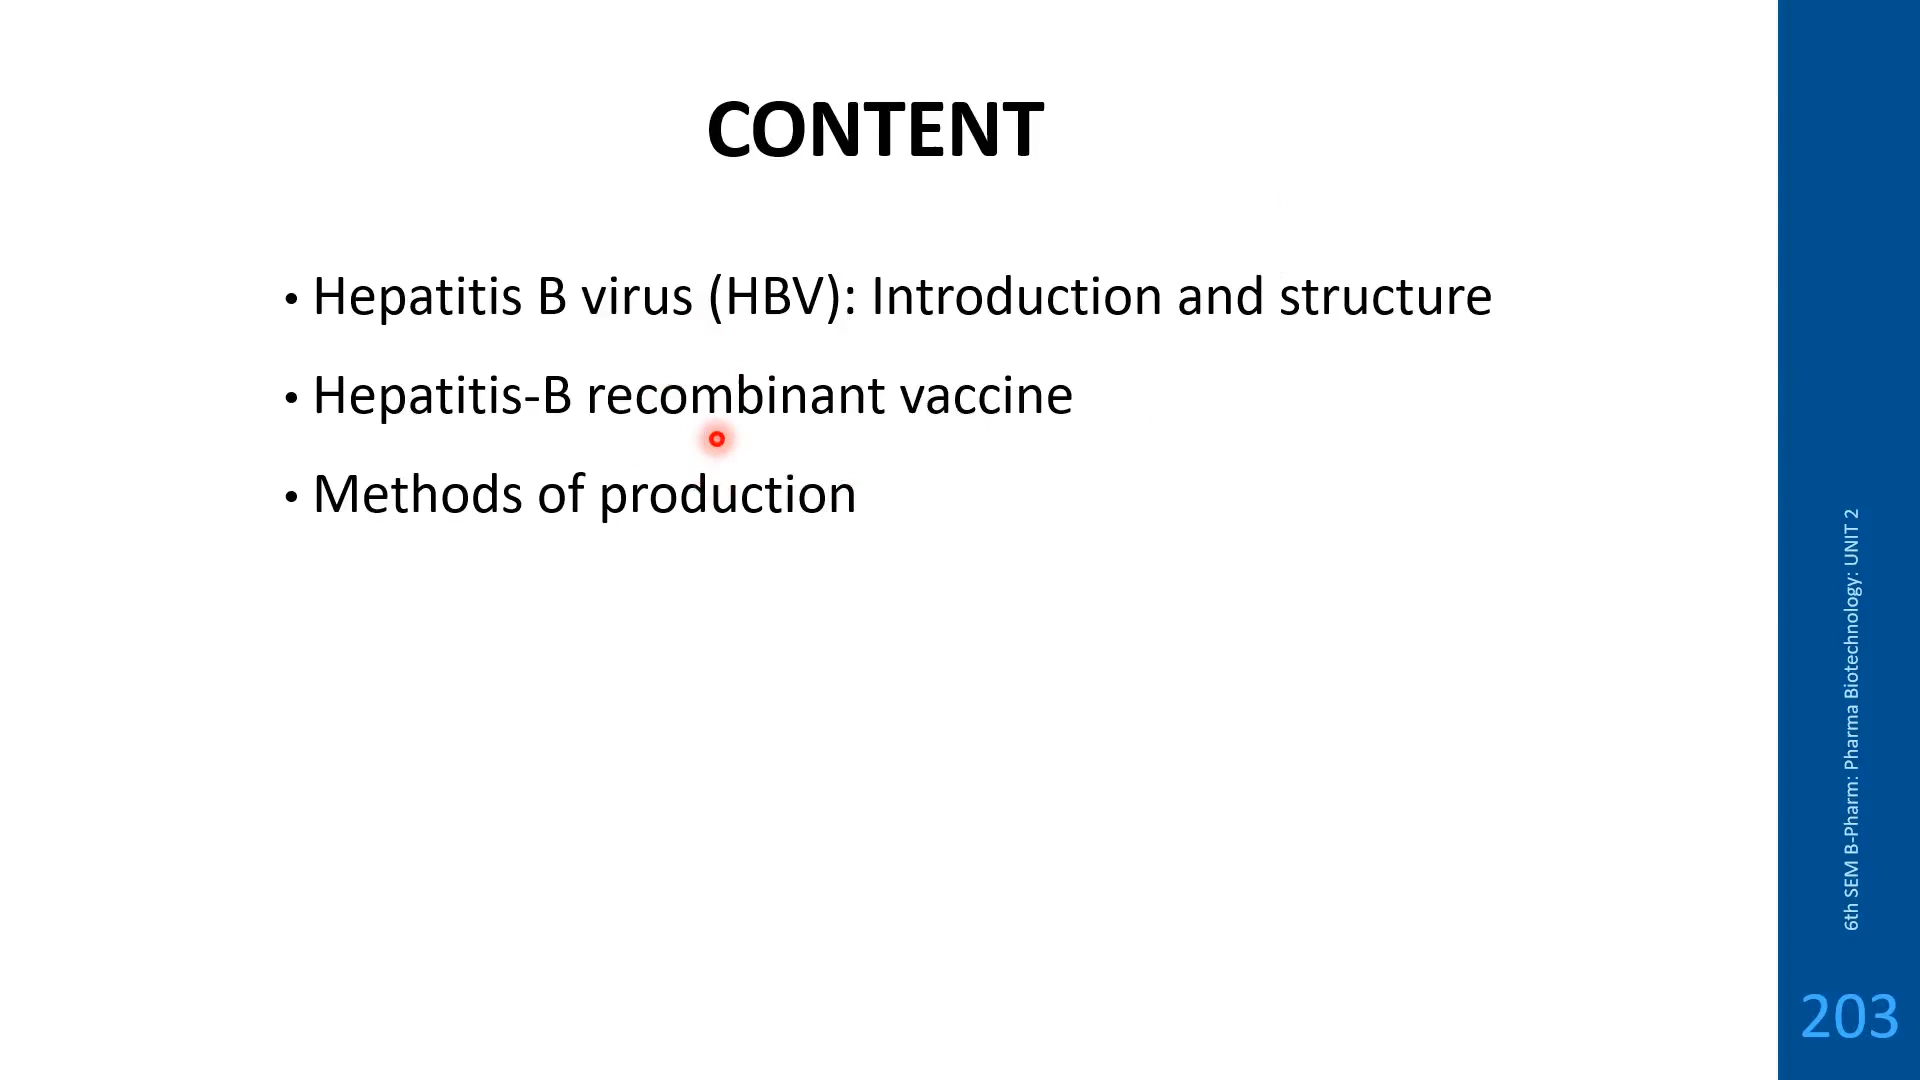 CONTENT
• Hepatitis B virus (HBV): Introduction and structure
• Hepatitis-B recombinant vaccine
• Methods of production
6th SEM B-Pharm: Pharma Biotechnology: UNIT 2
203